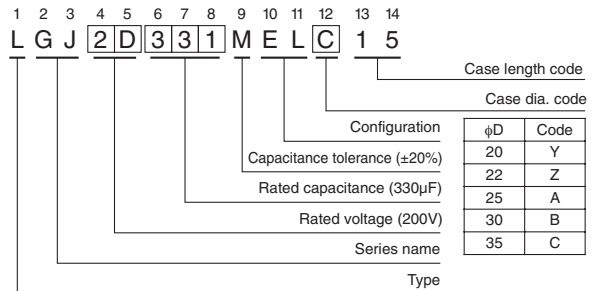 1 2 3 4 5 6 7 8 9 10 11 12 13 14
L G J 2 D 3 3 1 M E L C 1 5
Case length code
Case dia. code
Configuration
Capacitance tolerance (±20%)
Rated capacitance (330µF)
Rated voltage (200V)
Series name
Type
ϕD Code
20 Y
22 Z
25 A
30 B
35 C